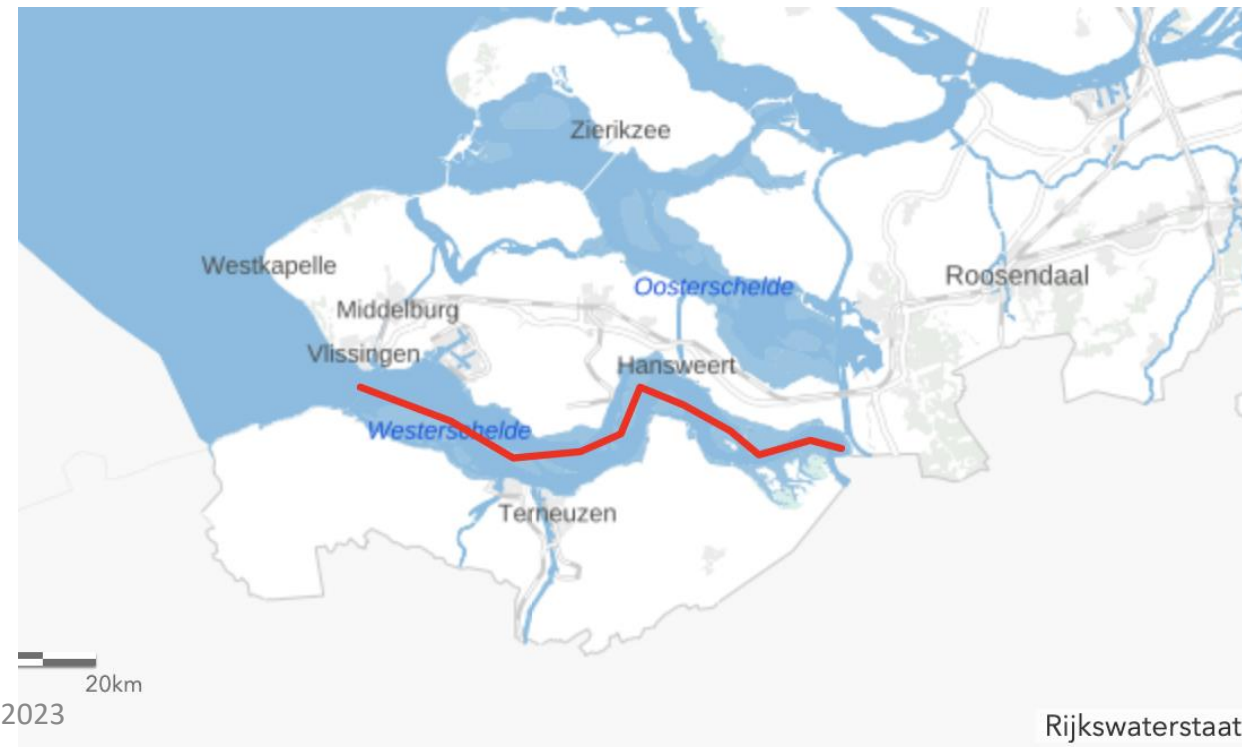 Zierikzee
Westkapelle
Oosterschelde
Roosendaal
Middelburg
Vlissingen
Hansweert
Westerschelde
Terneuzen
20km
2023
Rijkswaterstaat